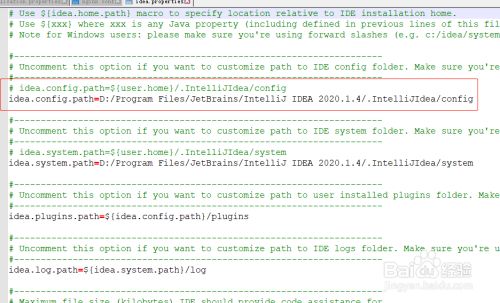 idea.properties
# Use ${idea.home.path} macro to specify location relative to IDE installation home.
# Use ${xxx} where xxx is any Java property (including defined in previous lines of this fil
# Note for Windows users: please make sure you're using forward slashes (e.g. c:/idea/system
#---------------------------------------------------------------------
# Uncomment this option if you want to customize path to IDE config folder. Make sure you're
#---------------------------------------------------------------------
# idea.config.path=${user.home}/.IntelliJIdea/config
idea.config.path=D:/Program Files/JetBrains/IntelliJ IDEA 2020.1.4/.IntelliJIdea/config
#---------------------------------------------------------------------
# Uncomment this option if you want to customize path to IDE system folder. Make sure you're
#---------------------------------------------------------------------
# idea.system.path=${user.home}/.IntelliJIdea/system
idea.system.path=D:/Program Files/JetBrains/IntelliJ IDEA 2020.1.4/.IntelliJIdea/system
#---------------------------------------------------------------------
# Uncomment this option if you want to customize path to user installed plugins folder. Make
#---------------------------------------------------------------------
idea.plugins.path=${idea.config.path}/plugins
#---------------------------------------------------------------------
# Uncomment this option if you want to customize path to IDE logs folder. Make sure you're u
#---------------------------------------------------------------------
idea.log.path=${idea.system.path}/log
#---------------------------------------------------------------------
# Maximum file size (kilobytes) IDE should provide code assistance for.
Baidu 经验
jingyan.baidu.com